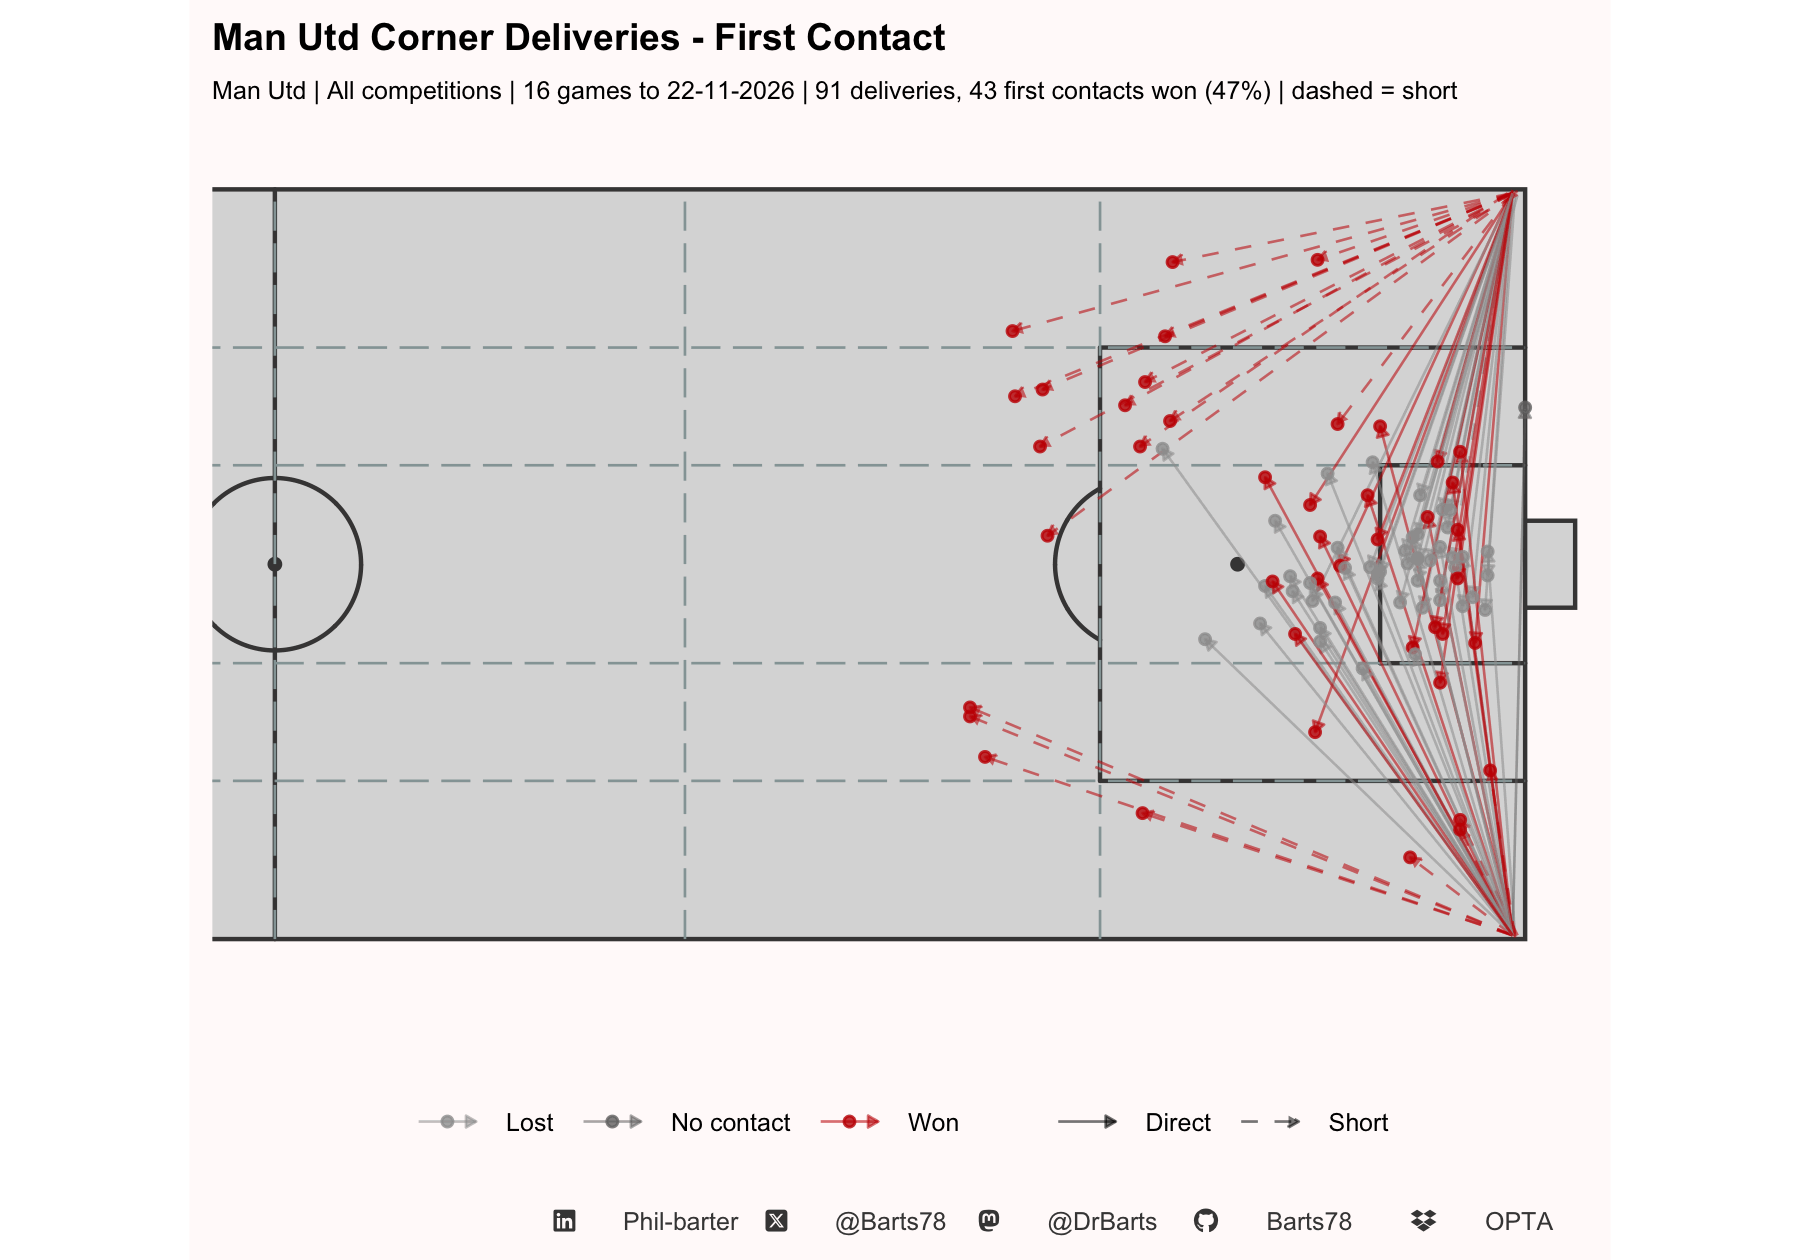 Man Utd Corner Deliveries - First Contact
Man Utd | All competitions | 16 games to 22-11-2026 | 91 deliveries, 43 first contacts won (47%) | dashed = short
Lost No contact Won Direct Short
Phil-barter @Barts78 @DrBarts Barts78 OPTA